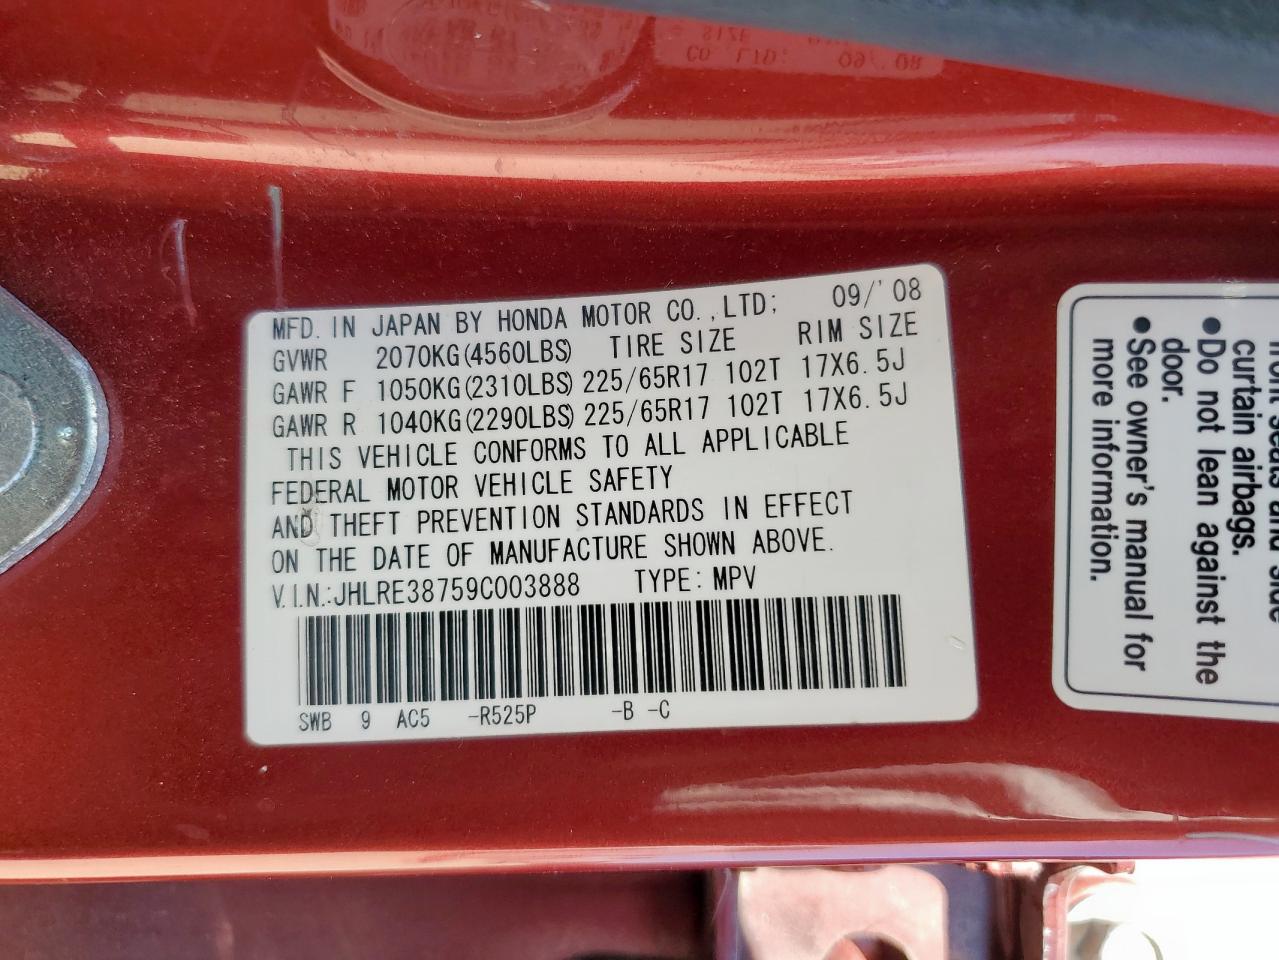 MFD. IN JAPAN BY HONDA MOTOR CO.,LTD; 09/'08
GVWR 2070KG(4560LBS) TIRE SIZE RIM SIZE
GAWR F 1050KG(2310LBS) 225/65R17 102T 17X6.5J
GAWR R 1040KG(2290LBS) 225/65R17 102T 17X6.5J
THIS VEHICLE CONFORMS TO ALL APPLICABLE
FEDERAL MOTOR VEHICLE SAFETY
AND THEFT PREVENTION STANDARDS IN EFFECT
ON THE DATE OF MANUFACTURE SHOWN ABOVE.
V.I.N.:JHLRE38759C003888 TYPE: MPV
SWB 9 AC5 -R525P -B -C
curtain airbags.
●Do not lean against the
door.
●See owner's manual for
more information.